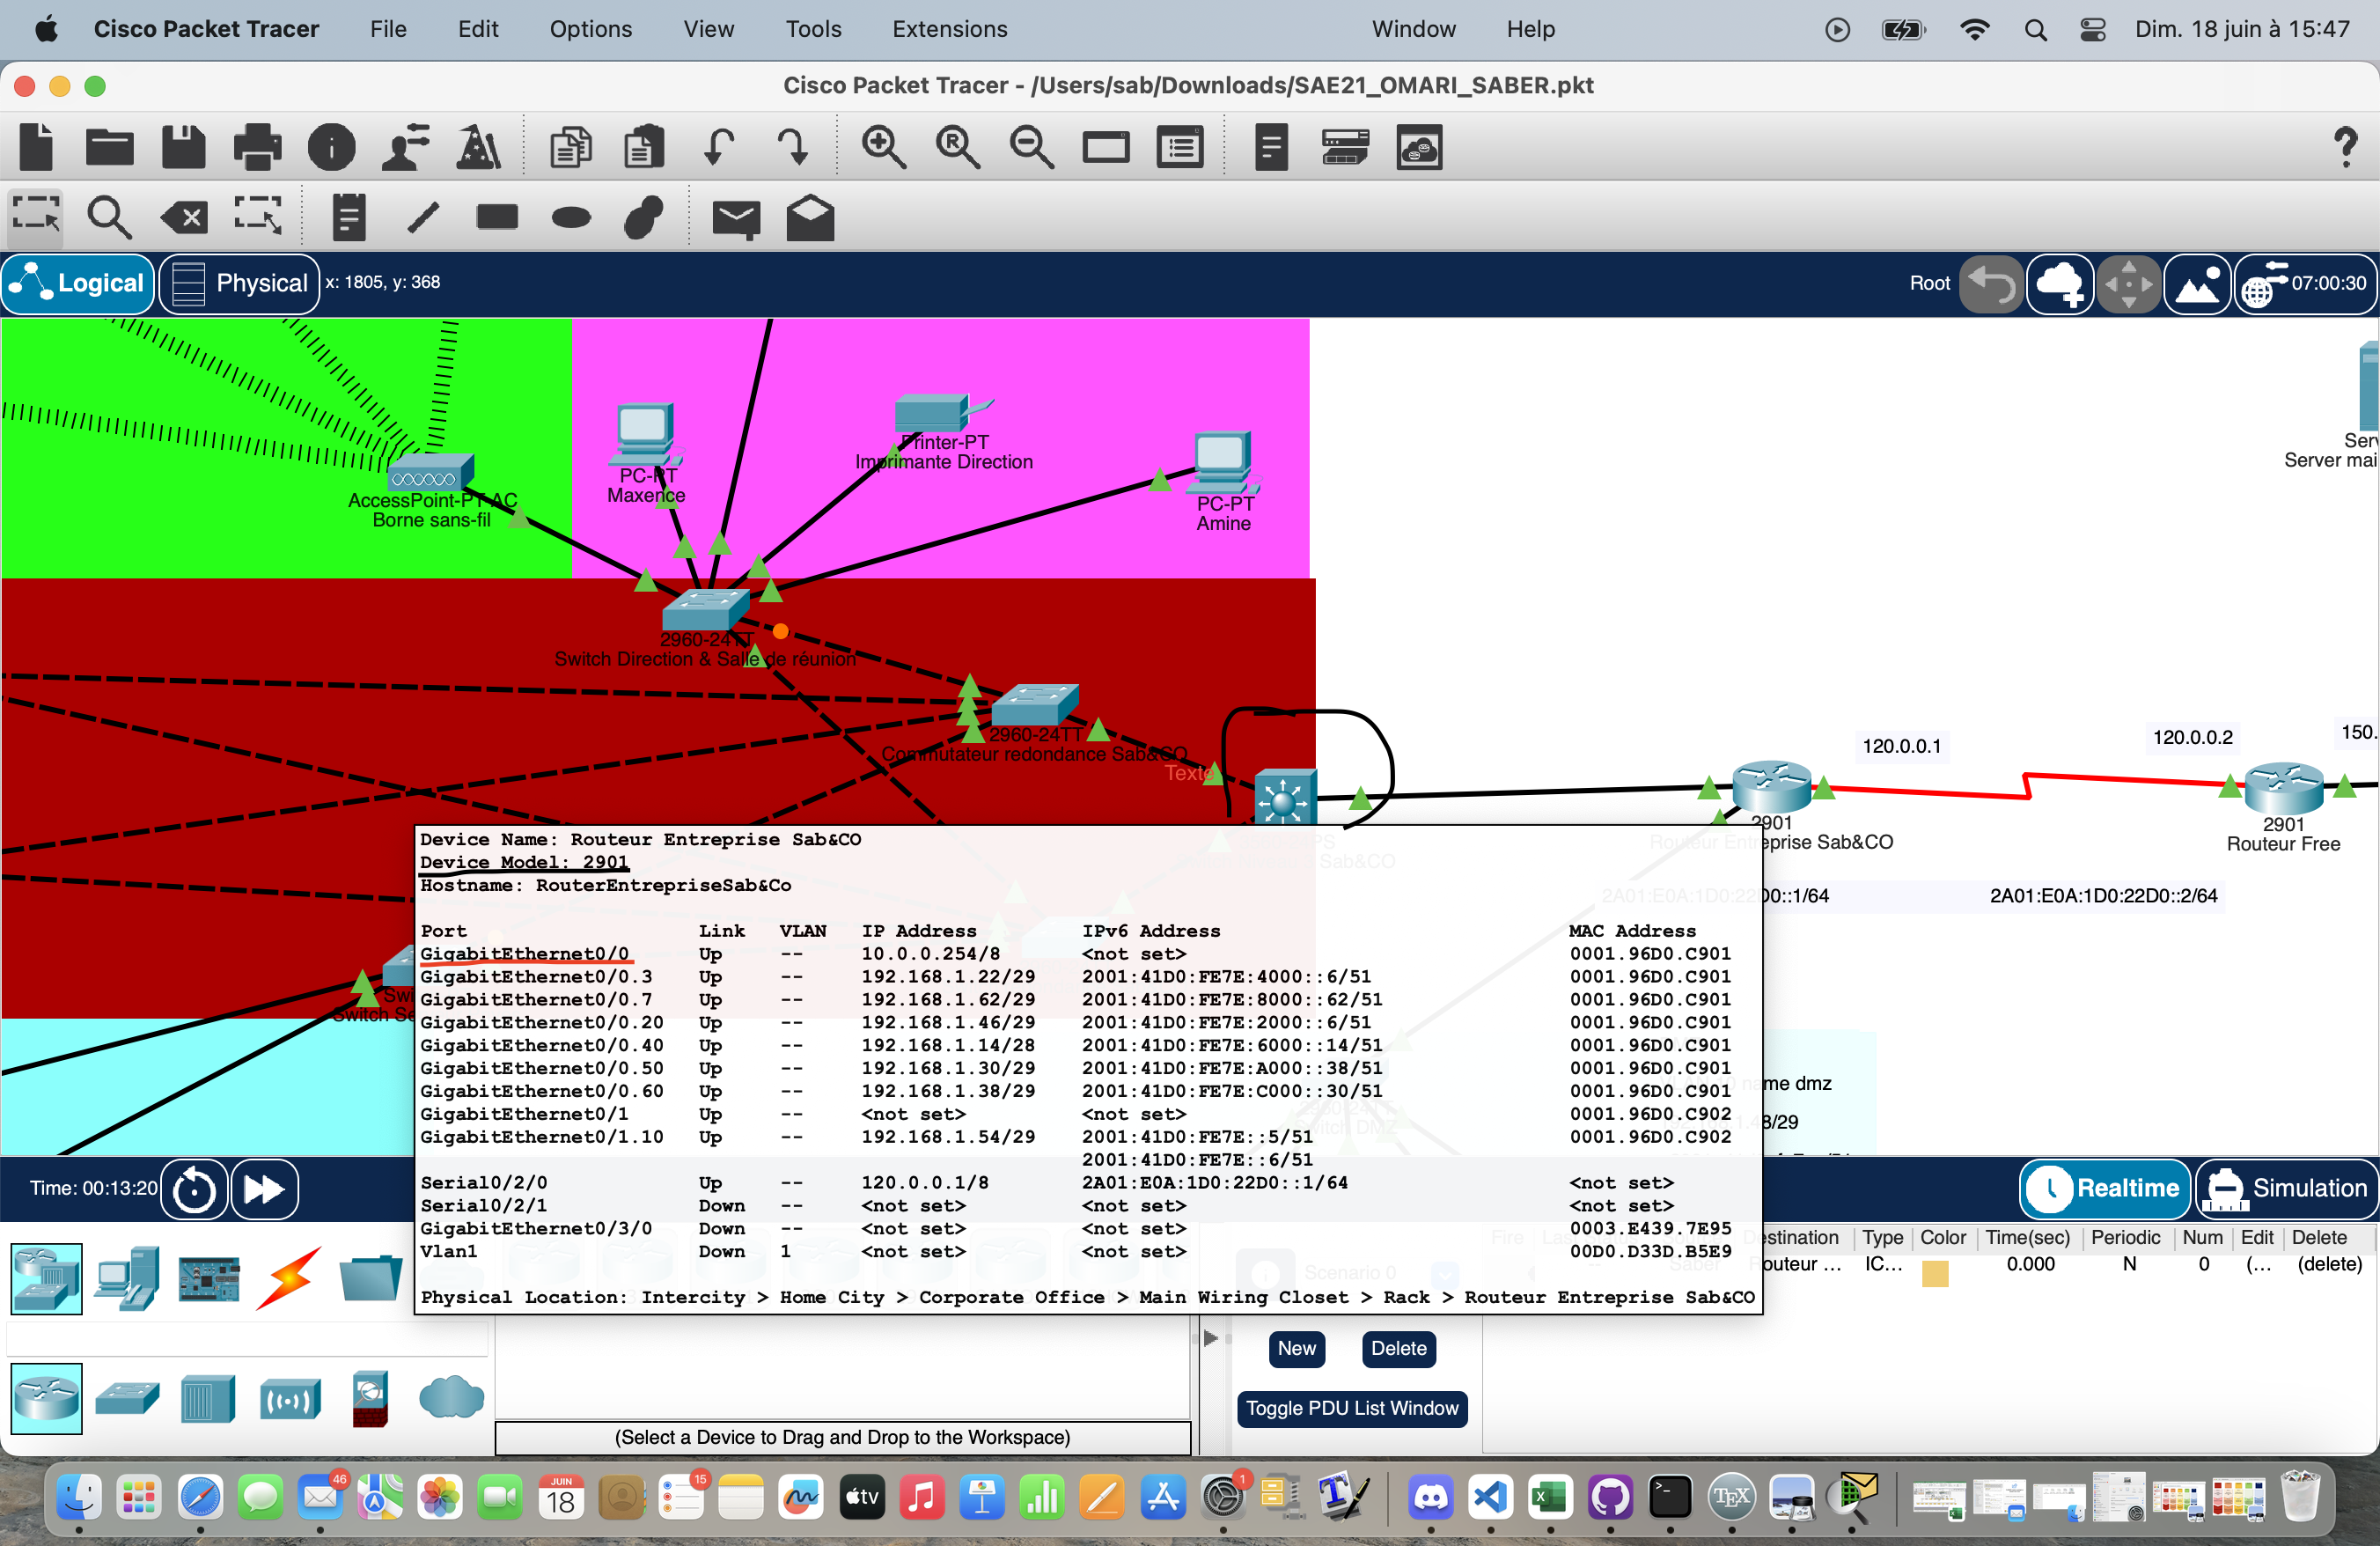 Cisco Packet Tracer File Edit Options View Tools Extensions Window Help Dim. 18 juin à 15:47
Cisco Packet Tracer - /Users/sab/Downloads/SAE21_OMARI_SABER.pkt
Logical Physical x: 1805, y: 368 Root 07:00:30
Printer-PT
Imprimante Direction
PC-PT
Maxence
AccessPoint-PT-AC
Borne sans-fil
PC-PT
Amine
Server mai
2960-24TT
Switch Direction & Salle de réunion
2960-24TT
Commutateur redondance Sab&CO
Texte
120.0.0.1
120.0.0.2
150.
2901
Routeur Entreprise Sab&CO
2901
Routeur Free
2A01:E0A:1D0:22D0::1/64
2A01:E0A:1D0:22D0::2/64
Device Name: Routeur Entreprise Sab&CO
Device Model: 2901
Hostname: RouterEntrepriseSab&Co
Port Link VLAN IP Address IPv6 Address MAC Address
GigabitEthernet0/0 Up -- 10.0.0.254/8 <not set> 0001.96D0.C901
GigabitEthernet0/0.3 Up -- 192.168.1.22/29 2001:41D0:FE7E:4000::6/51 0001.96D0.C901
GigabitEthernet0/0.7 Up -- 192.168.1.62/29 2001:41D0:FE7E:8000::62/51 0001.96D0.C901
GigabitEthernet0/0.20 Up -- 192.168.1.46/29 2001:41D0:FE7E:2000::6/51 0001.96D0.C901
GigabitEthernet0/0.40 Up -- 192.168.1.14/28 2001:41D0:FE7E:6000::14/51 0001.96D0.C901
GigabitEthernet0/0.50 Up -- 192.168.1.30/29 2001:41D0:FE7E:A000::38/51 0001.96D0.C901
GigabitEthernet0/0.60 Up -- 192.168.1.38/29 2001:41D0:FE7E:C000::30/51 0001.96D0.C901
GigabitEthernet0/1 Up -- <not set> <not set> 0001.96D0.C902
GigabitEthernet0/1.10 Up -- 192.168.1.54/29 2001:41D0:FE7E::5/51 0001.96D0.C902
2001:41D0:FE7E::6/51
Serial0/2/0 Up -- 120.0.0.1/8 2A01:E0A:1D0:22D0::1/64 <not set>
Serial0/2/1 Down -- <not set> <not set> <not set>
GigabitEthernet0/3/0 Down -- <not set> <not set> 0003.E439.7E95
Vlan1 Down 1 <not set> <not set> 00D0.D33D.B5E9
Physical Location: Intercity > Home City > Corporate Office > Main Wiring Closet > Rack > Routeur Entreprise Sab&CO
name dmz
48/29
Switch DMZ
Time: 00:13:20
Realtime Simulation
Fire estination Type Color Time(sec) Periodic Num Edit Delete
Scenario 0
Saber outeur ... IC... 0.000 N 0 (... (delete)
New Delete
Toggle PDU List Window
(Select a Device to Drag and Drop to the Workspace)
46
JUIN
18
15
tv
1
TEX